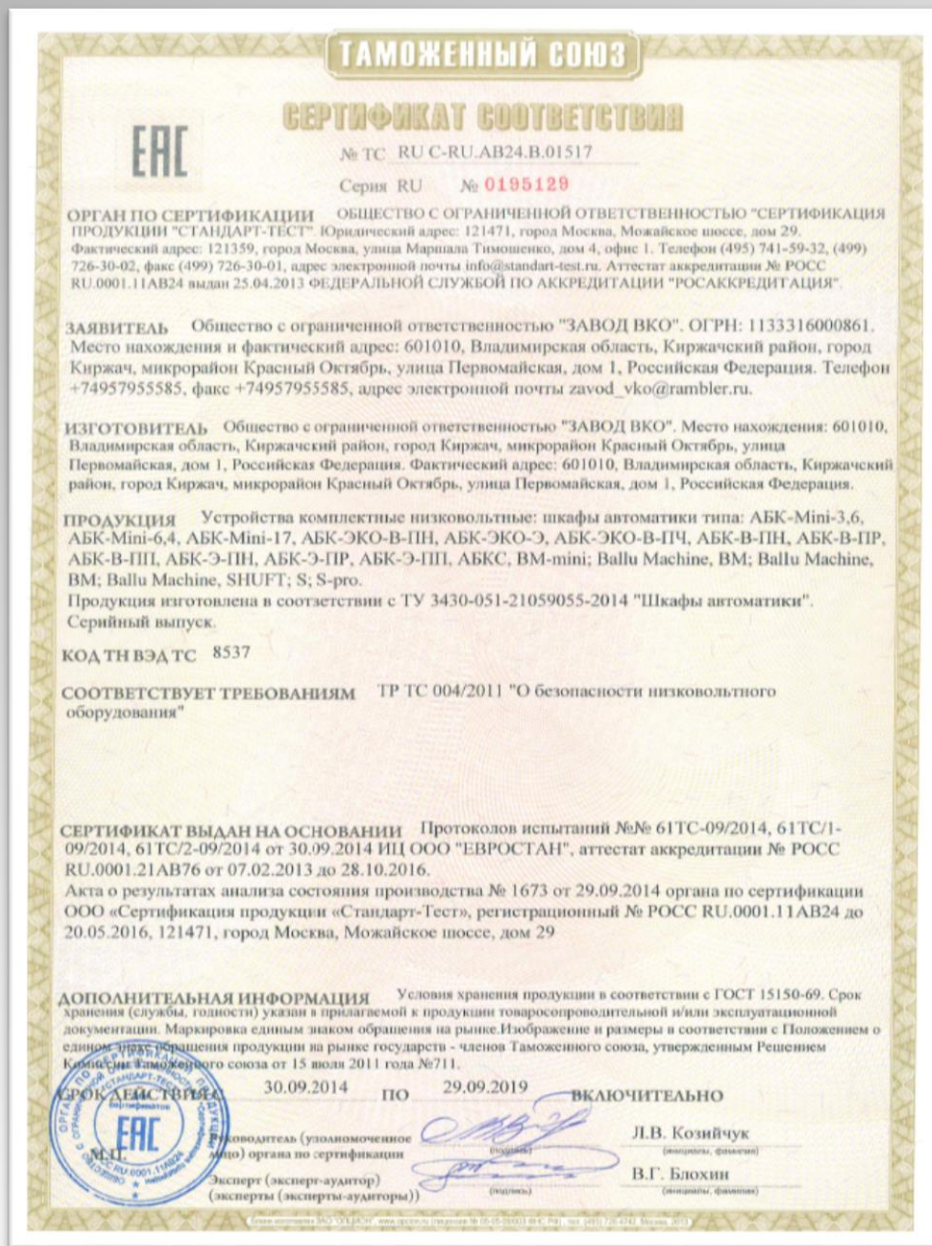 ТАМОЖЕННЫЙ СОЮЗ
СЕРТИФИКАТ СООТВЕТСТВИЯ
ЕАС
№ ТС RU C-RU.АВ24.В.01517
Серия RU № 0195129
ОРГАН ПО СЕРТИФИКАЦИИ ОБЩЕСТВО С ОГРАНИЧЕННОЙ ОТВЕТСТВЕННОСТЬЮ "СЕРТИФИКАЦИЯ
ПРОДУКЦИИ "СТАНДАРТ-ТЕСТ". Юридический адрес: 121471, город Москва, Можайское шоссе, дом 29.
Фактический адрес: 121359, город Москва, улица Маршала Тимошенко, дом 4, офис 1. Телефон (495) 741-59-32, (499)
726-30-02, факс (499) 726-30-01, адрес электронной почты info@standart-test.ru. Аттестат аккредитации № РОСС
RU.0001.11АВ24 выдан 25.04.2013 ФЕДЕРАЛЬНОЙ СЛУЖБОЙ ПО АККРЕДИТАЦИИ "РОСАККРЕДИТАЦИЯ".
ЗАЯВИТЕЛЬ Общество с ограниченной ответственностью "ЗАВОД ВКО". ОГРН: 1133316000861.
Место нахождения и фактический адрес: 601010, Владимирская область, Киржачский район, город
Киржач, микрорайон Красный Октябрь, улица Первомайская, дом 1, Российская Федерация. Телефон
+74957955585, факс +74957955585, адрес электронной почты zavod_vko@rambler.ru.
ИЗГОТОВИТЕЛЬ Общество с ограниченной ответственностью "ЗАВОД ВКО". Место нахождения: 601010,
Владимирская область, Киржачский район, город Киржач, микрорайон Красный Октябрь, улица
Первомайская, дом 1, Российская Федерация. Фактический адрес: 601010, Владимирская область, Киржачский
район, город Киржач, микрорайон Красный Октябрь, улица Первомайская, дом 1, Российская Федерация.
ПРОДУКЦИЯ Устройства комплектные низковольтные: шкафы автоматики типа: АБК-Mini-3,6,
АБК-Mini-6,4, АБК-Mini-17, АБК-ЭКО-В-ПН, АБК-ЭКО-Э, АБК-ЭКО-В-ПЧ, АБК-В-ПН, АБК-В-ПР,
АБК-В-ПП, АБК-Э-ПН, АБК-Э-ПР, АБК-Э-ПП, АБКС, BM-mini; Ballu Machine, BM; Ballu Machine,
BM; Ballu Machine, SHUFT; S; S-pro.
Продукция изготовлена в соответствии с ТУ 3430-051-21059055-2014 "Шкафы автоматики".
Серийный выпуск.
КОД ТН ВЭД ТС 8537
СООТВЕТСТВУЕТ ТРЕБОВАНИЯМ ТР ТС 004/2011 "О безопасности низковольтного
оборудования"
СЕРТИФИКАТ ВЫДАН НА ОСНОВАНИИ Протоколов испытаний №№ 61ТС-09/2014, 61ТС/1-
09/2014, 61ТС/2-09/2014 от 30.09.2014 ИЦ ООО "ЕВРОСТАН", аттестат аккредитации № РОСС
RU.0001.21АВ76 от 07.02.2013 до 28.10.2016.
Акта о результатах анализа состояния производства № 1673 от 29.09.2014 органа по сертификации
ООО «Сертификация продукции «Стандарт-Тест», регистрационный № РОСС RU.0001.11АВ24 до
20.05.2016, 121471, город Москва, Можайское шоссе, дом 29
ДОПОЛНИТЕЛЬНАЯ ИНФОРМАЦИЯ Условия хранения продукции в соответствии с ГОСТ 15150-69. Срок
хранения (службы, годности) указан в прилагаемой к продукции товаросопроводительной и/или эксплуатационной
документации. Маркировка единым знаком обращения на рынке.Изображение и размеры в соответствии с Положением о
едином знаке обращения продукции на рынке государств - членов Таможенного союза, утвержденным Решением
Комиссии Таможенного союза от 15 июля 2011 года №711.
СРОК ДЕЙСТВИЯ С 30.09.2014 ПО 29.09.2019 ВКЛЮЧИТЕЛЬНО
ЕАС
М.П.
Руководитель (уполномоченное
лицо) органа по сертификации
(подпись)
Л.В. Козийчук
(инициалы, фамилия)
Эксперт (эксперт-аудитор)
(эксперты (эксперты-аудиторы))
(подпись)
В.Г. Блохин
(инициалы, фамилия)